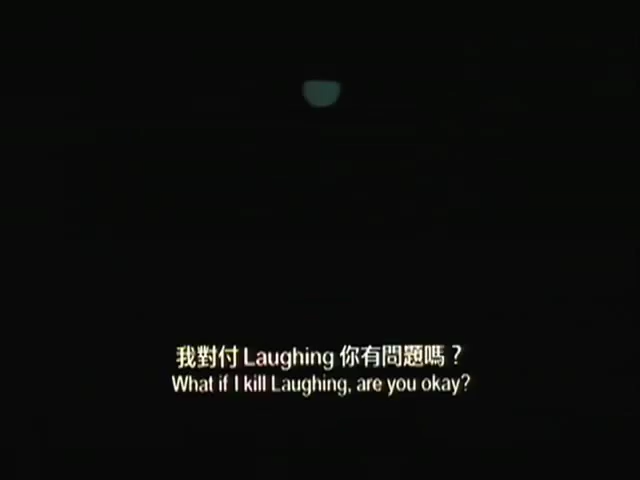 我對付 Laughing 你有問題嗎？
What if I kill Laughing, are you okay?